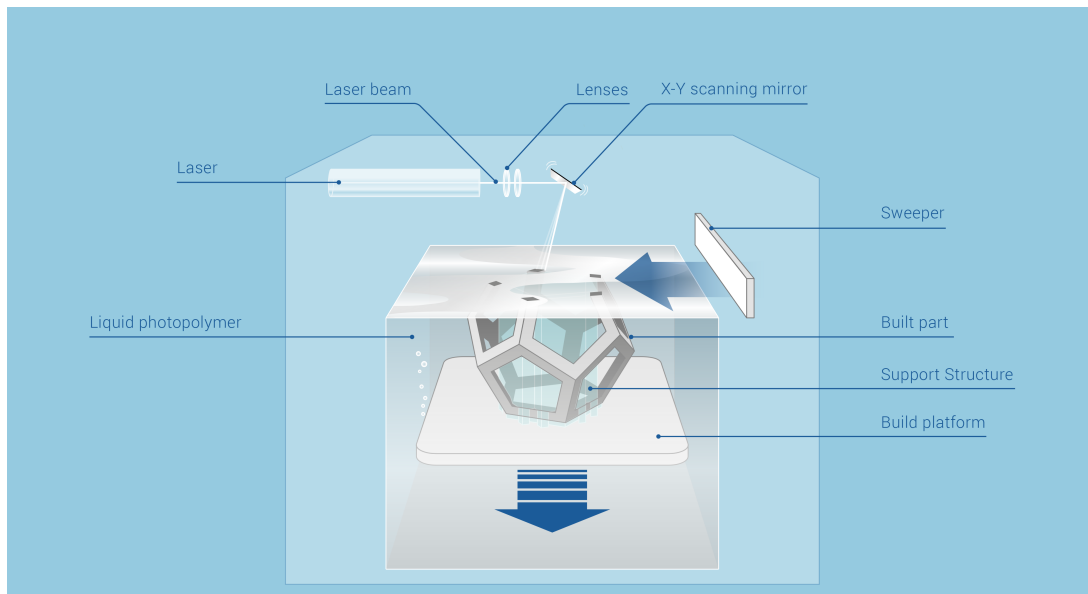 Laser beam
Lenses
X-Y scanning mirror
Laser
Sweeper
Liquid photopolymer
Built part
Support Structure
Build platform